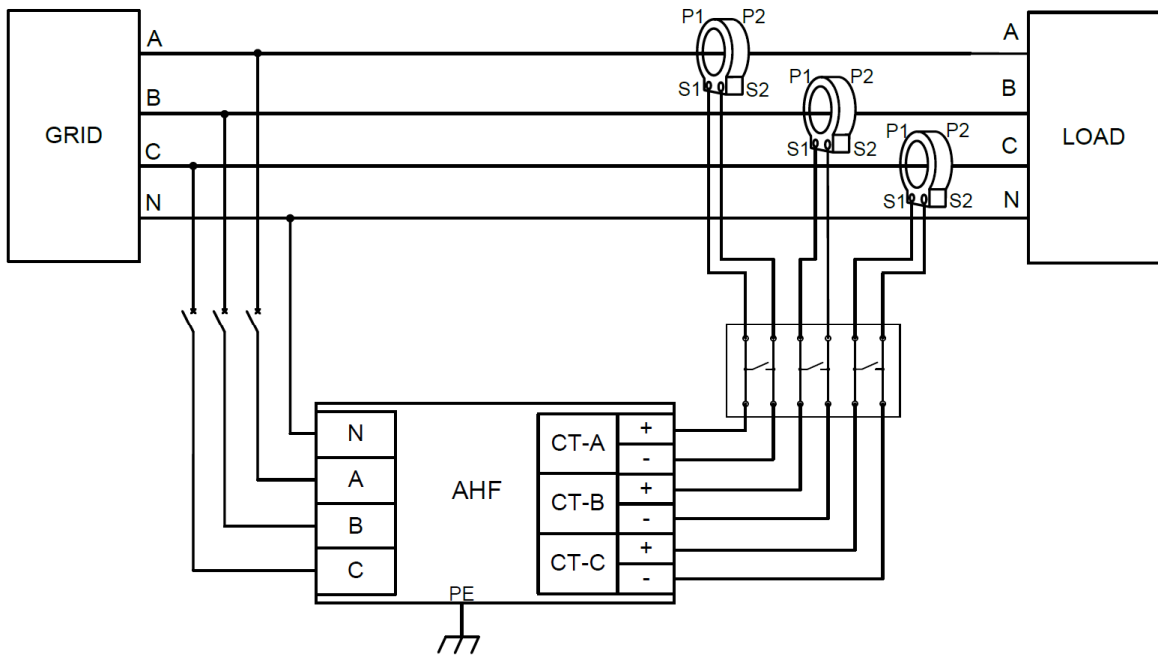 GRID
A
B
C
N
P1 P2
S1 S2
P1 P2
S1 S2
P1 P2
S1 S2
A
B
C
N
LOAD
N
A
B
C
AHF
PE
CT-A + -
CT-B + -
CT-C + -